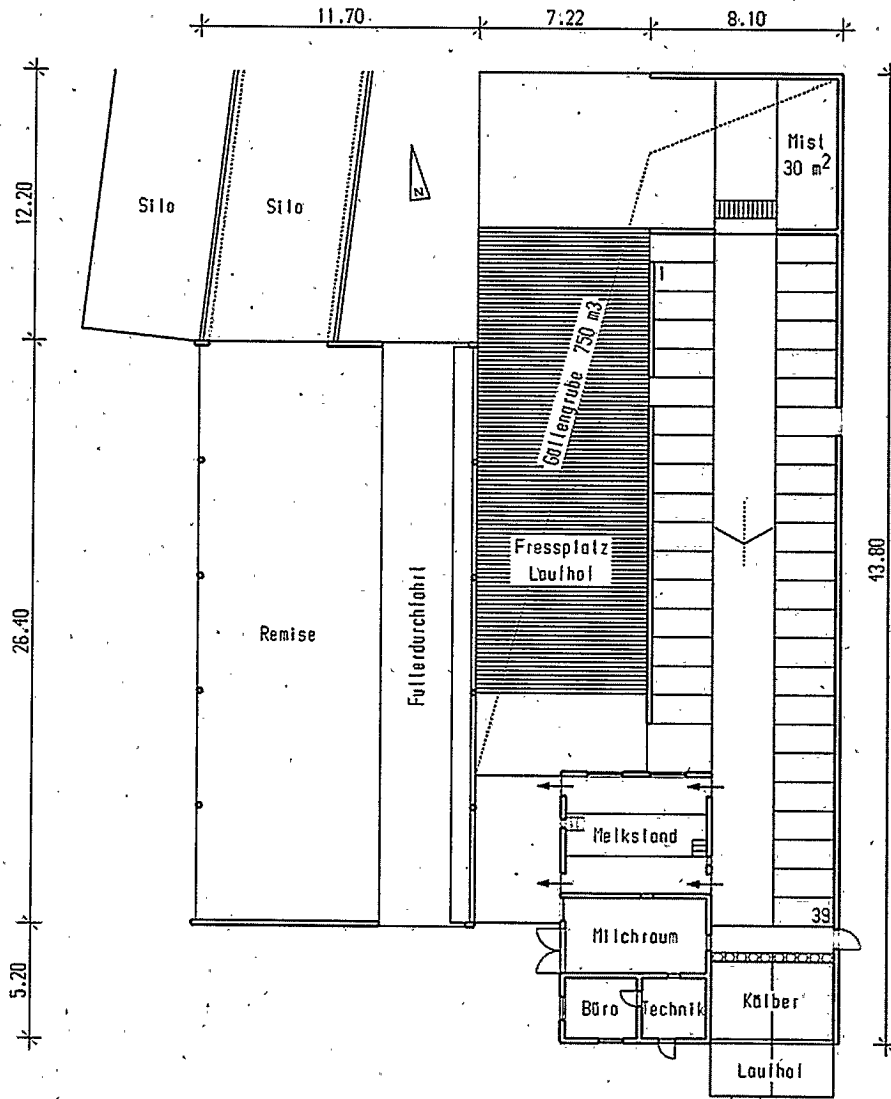 11.70
7.22
8.10
12.20
Silo
Silo
N
Mist
30 m²
1
Güllengrube 750 m3
43.80
Fressplatz
Laufhof
26.40
Remise
Futterdurchfahrt
Melkstand
39
Milchraum
5.20
Büro
Technik
Kälber
Laufhof